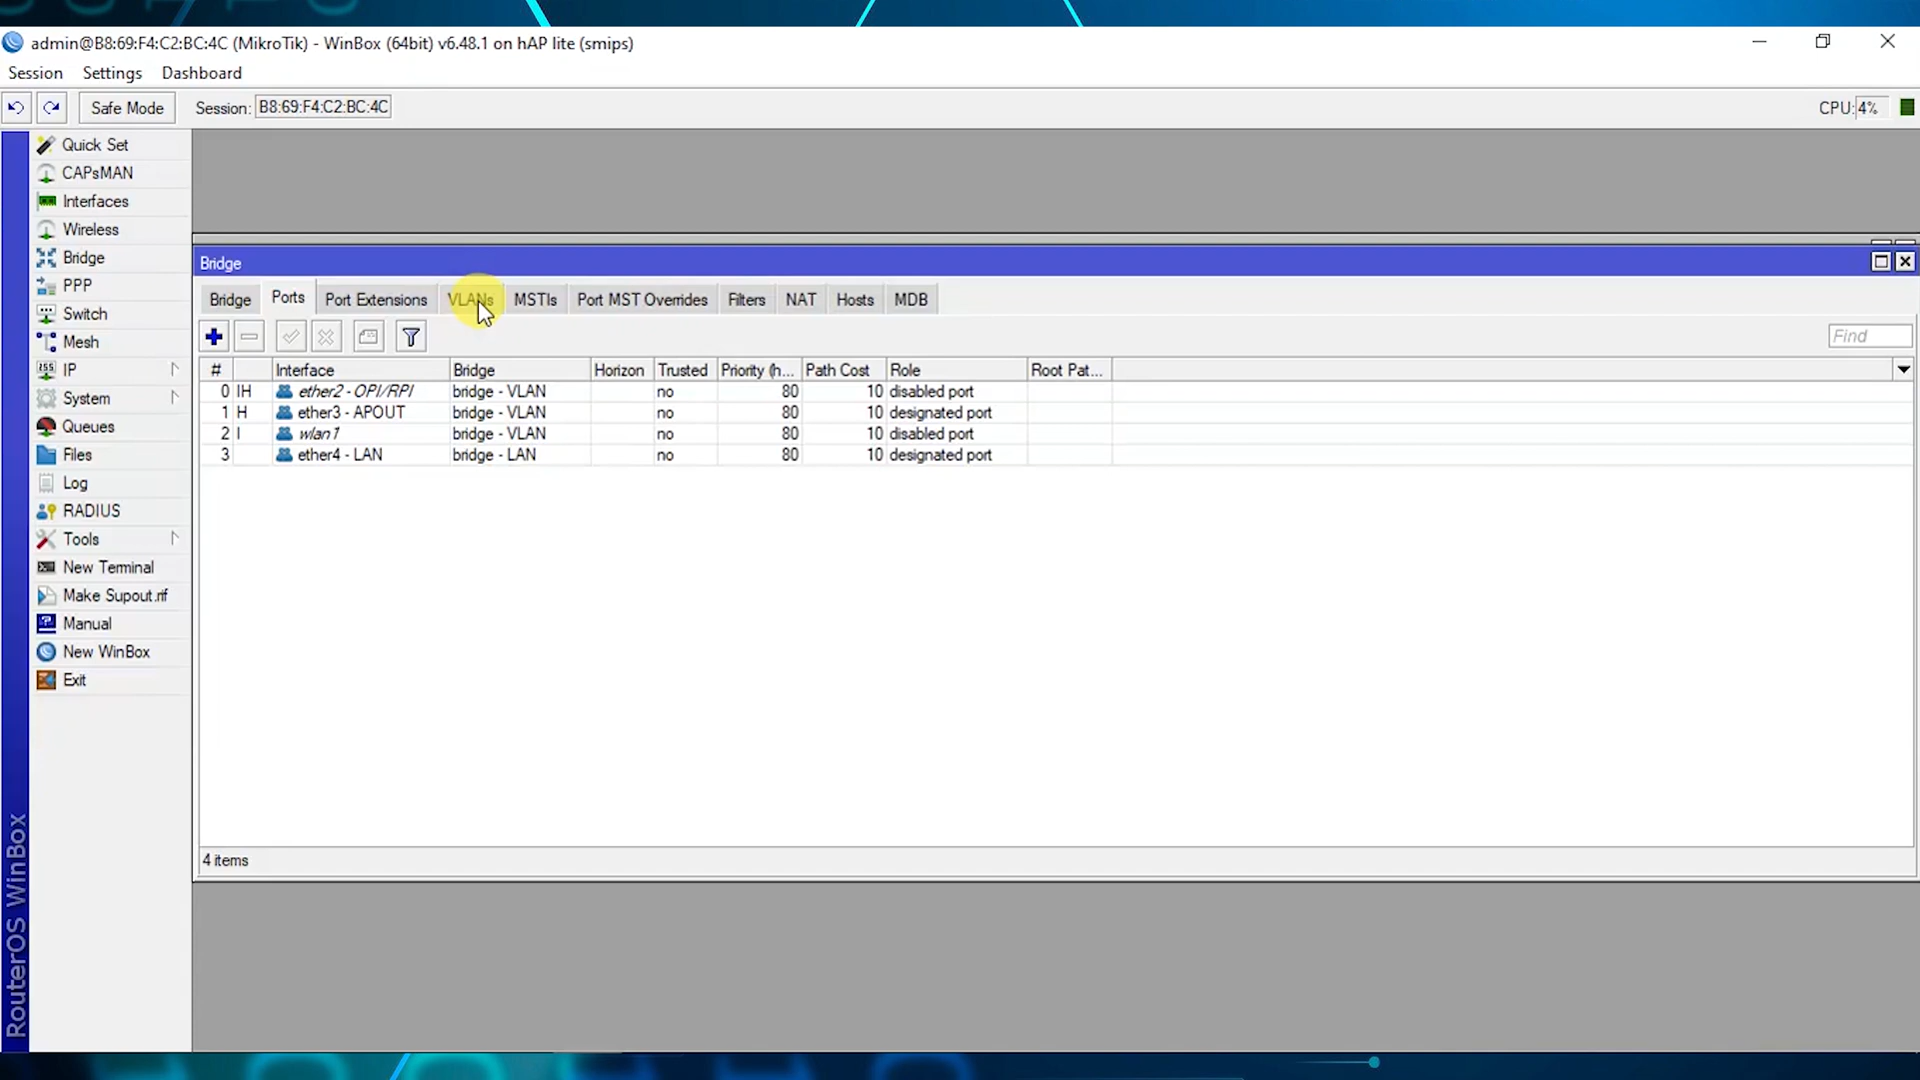 admin@B8:69:F4:C2:BC:4C (MikroTik) - WinBox (64bit) v6.48.1 on hAP lite (smips)
Session Settings Dashboard
Safe Mode Session: B8:69:F4:C2:BC:4C CPU: 4%
Quick Set
CAPsMAN
Interfaces
Wireless
Bridge
PPP
Switch
Mesh
IP
System
Queues
Files
Log
RADIUS
Tools
New Terminal
Make Supout.rif
Manual
New WinBox
Exit
RouterOS WinBox
Bridge
Bridge Ports Port Extensions VLANs MSTIs Port MST Overrides Filters NAT Hosts MDB
Find
# Interface Bridge Horizon Trusted Priority (h... Path Cost Role Root Pat...
0 IH ether2 - OPI/RPI bridge - VLAN no 80 10 disabled port
1 H ether3 - APOUT bridge - VLAN no 80 10 designated port
2 I wlan1 bridge - VLAN no 80 10 disabled port
3 ether4 - LAN bridge - LAN no 80 10 designated port
4 items